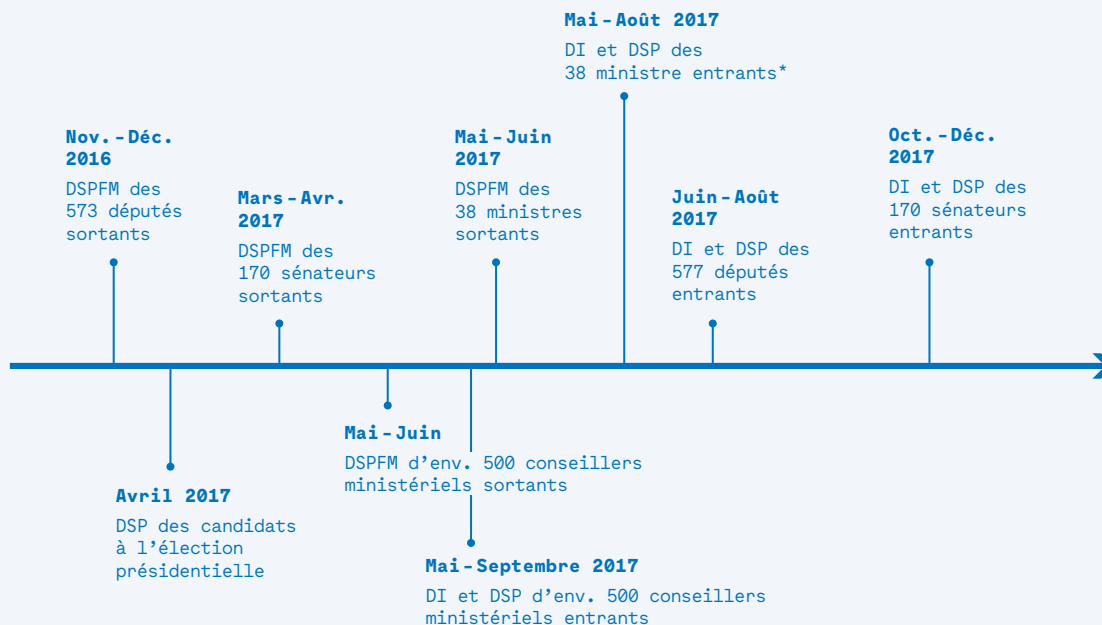 Mai-Août 2017
DI et DSP des
38 ministre entrants*
Nov.-Déc.
2016
DSPFM des
573 députés
sortants
Mars-Avr.
2017
DSPFM des
170 sénateurs
sortants
Mai-Juin
2017
DSPFM des
38 ministres
sortants
Juin-Août
2017
DI et DSP des
577 députés
entrants
Oct.-Déc.
2017
DI et DSP des
170 sénateurs
entrants
Avril 2017
DSP des candidats
à l’élection
présidentielle
Mai-Juin
DSPFM d’env. 500 conseillers
ministériels sortants
Mai-Septembre 2017
DI et DSP d’env. 500 conseillers
ministériels entrants